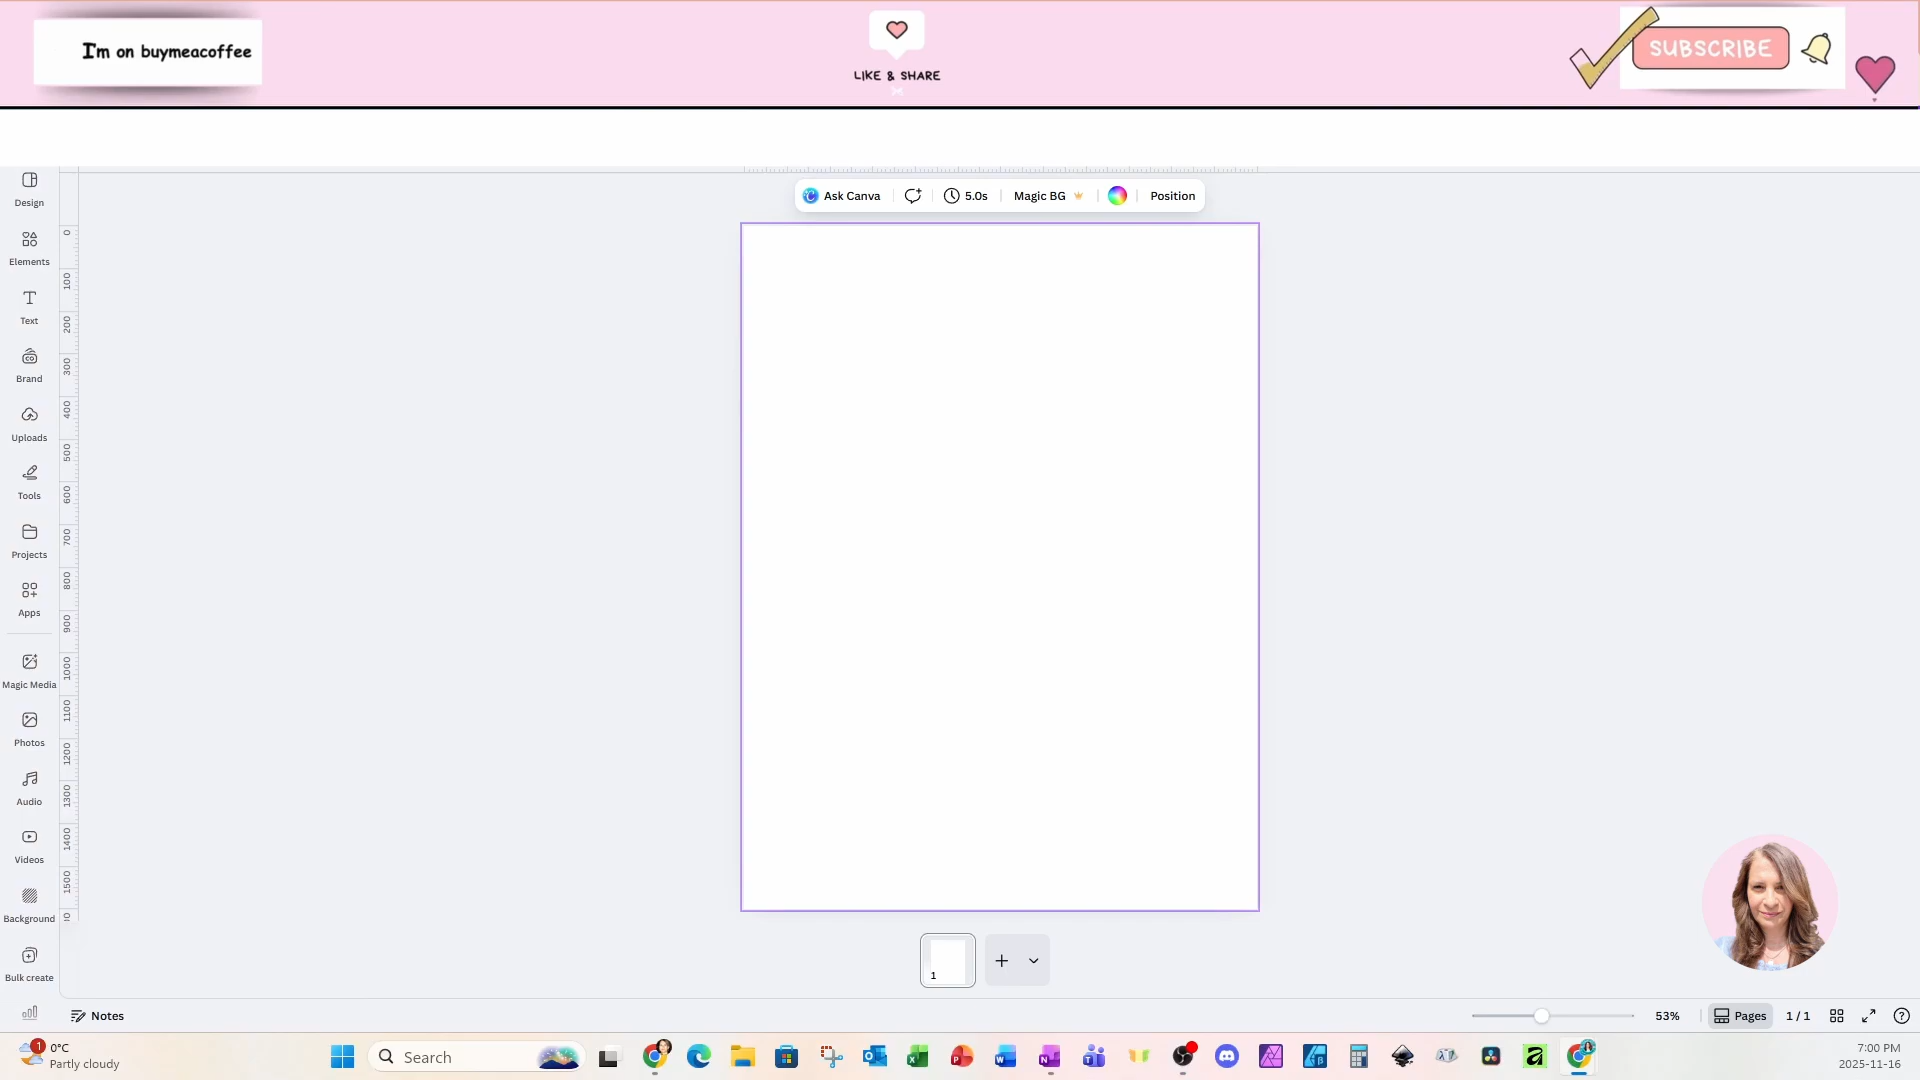 I'm on buymeacoffee
LIKE & SHARE
SUBSCRIBE
Ask Canva
5.0s
Magic BG
Position
Design
Elements
Text
Brand
Uploads
Tools
Projects
Apps
Magic Media
Photos
Audio
Videos
Background
Bulk create
0
100
200
300
400
500
600
700
800
900
1000
1100
1200
1300
1400
1500
1
Notes
53%
Pages
1 / 1
1
0°C
Partly cloudy
Search
7:00 PM
2025-11-16